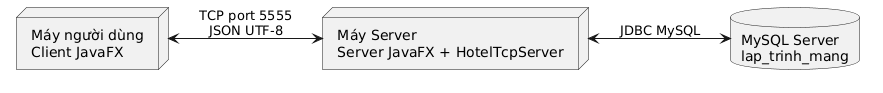 Máy người dùng
Client JavaFX
TCP port 5555
JSON UTF-8
Máy Server
Server JavaFX + HotelTcpServer
JDBC MySQL
MySQL Server
lap_trinh_mang